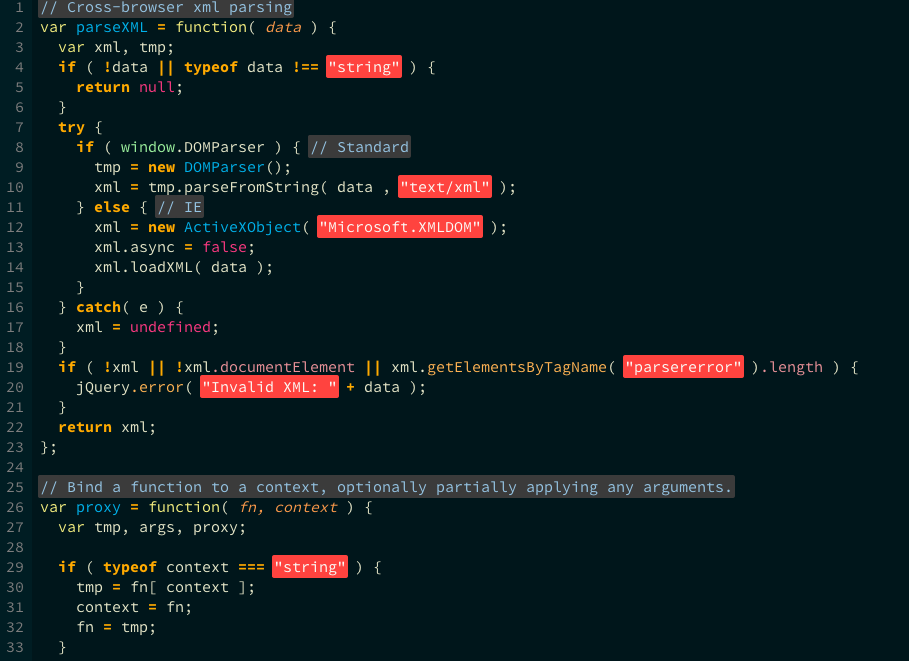 1 // Cross-browser xml parsing
2 var parseXML = function( data ) {
3 var xml, tmp;
4 if ( !data || typeof data !== "string" ) {
5 return null;
6 }
7 try {
8 if ( window.DOMParser ) { // Standard
9 tmp = new DOMParser();
10 xml = tmp.parseFromString( data , "text/xml" );
11 } else { // IE
12 xml = new ActiveXObject( "Microsoft.XMLDOM" );
13 xml.async = false;
14 xml.loadXML( data );
15 }
16 } catch( e ) {
17 xml = undefined;
18 }
19 if ( !xml || !xml.documentElement || xml.getElementsByTagName( "parsererror" ).length ) {
20 jQuery.error( "Invalid XML: " + data );
21 }
22 return xml;
23 };
24
25 // Bind a function to a context, optionally partially applying any arguments.
26 var proxy = function( fn, context ) {
27 var tmp, args, proxy;
28
29 if ( typeof context === "string" ) {
30 tmp = fn[ context ];
31 context = fn;
32 fn = tmp;
33 }